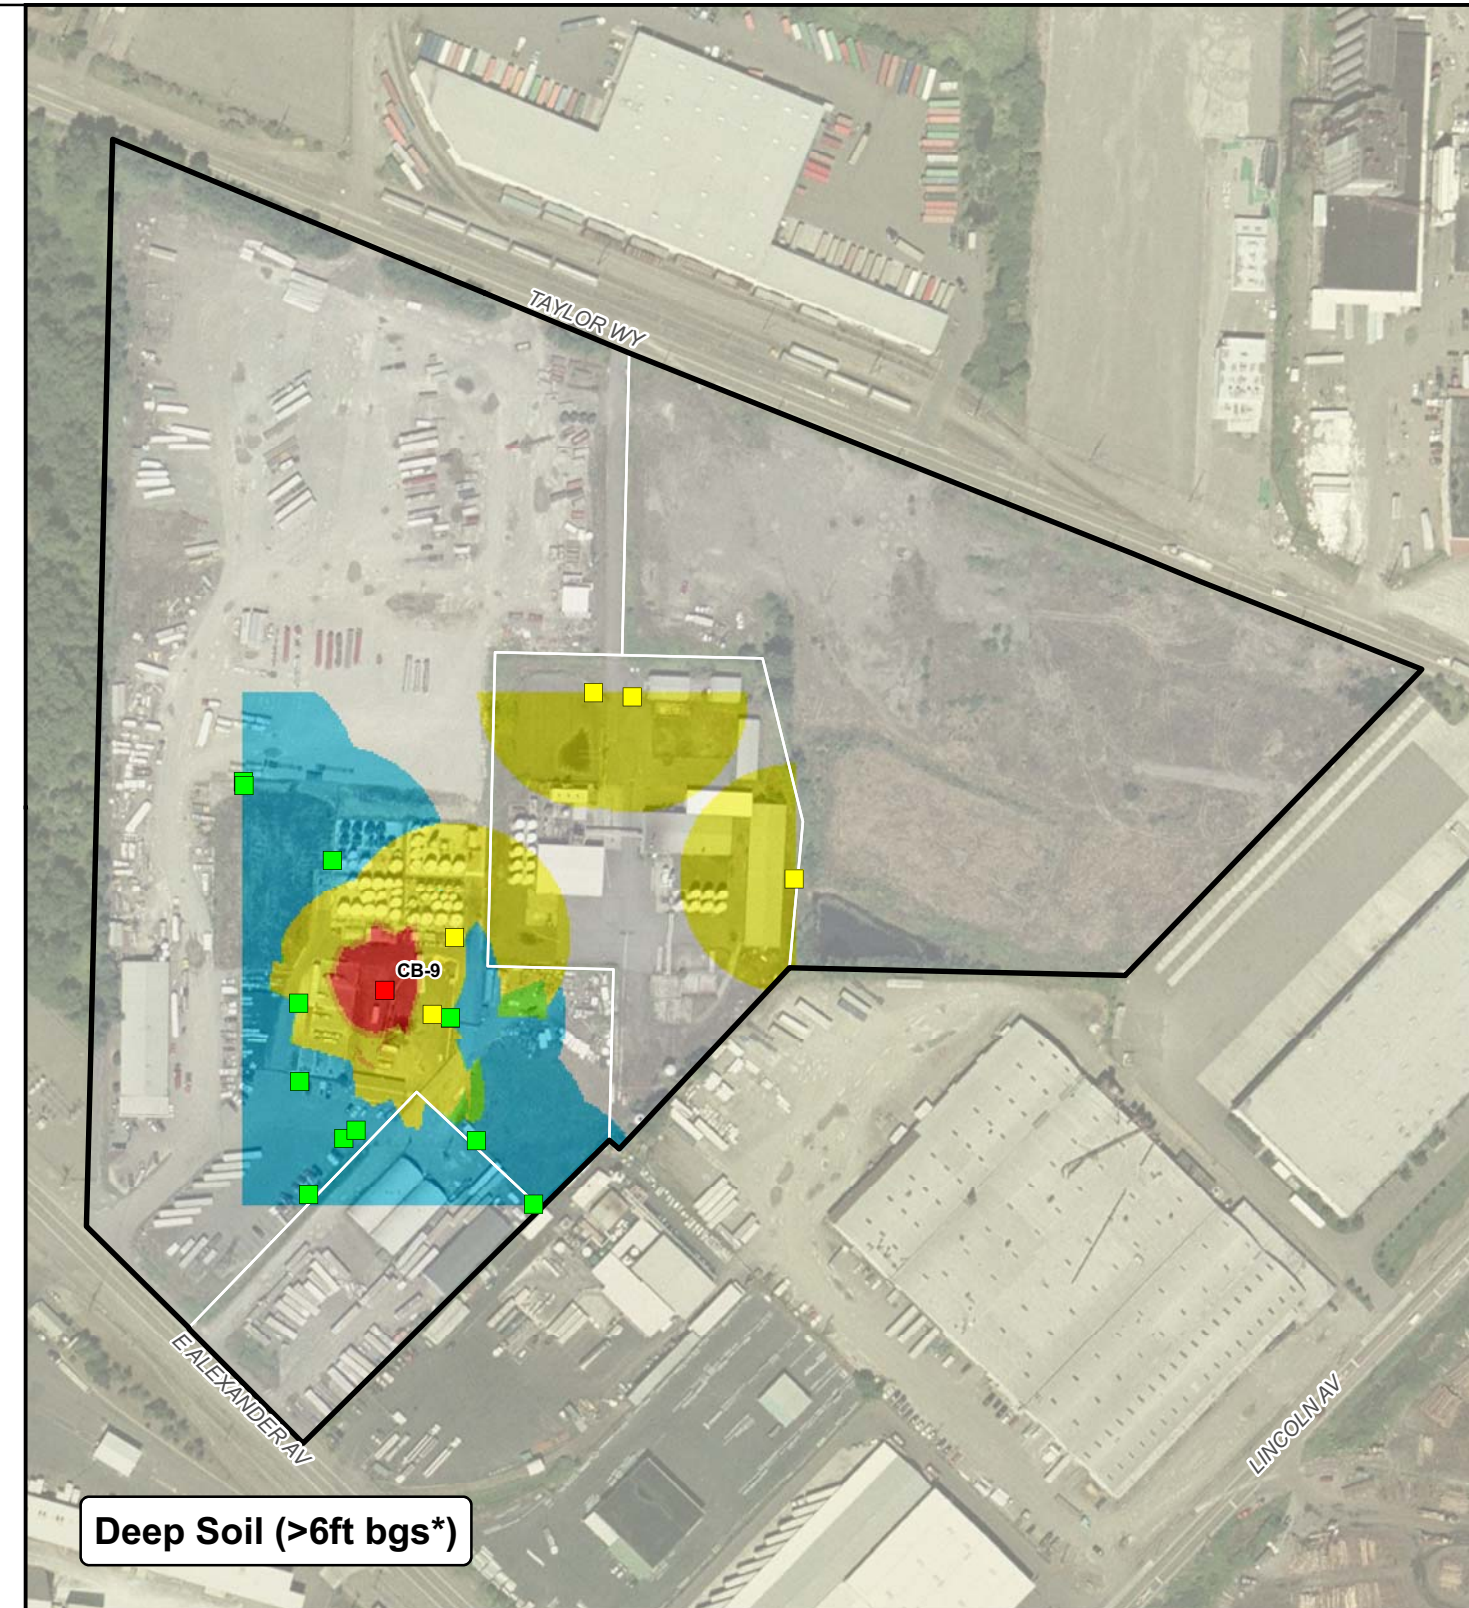 TAYLOR WY
CB-9
E ALEXANDER AV
LINCOLN AV
Deep Soil (>6ft bgs*)